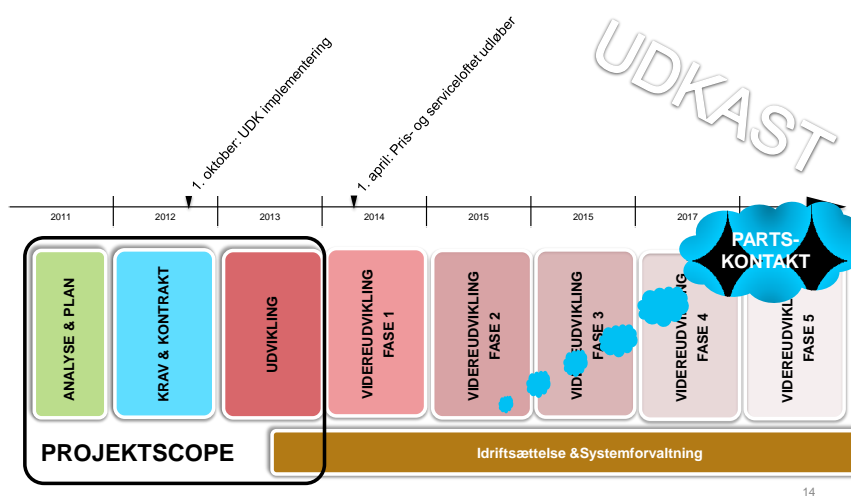 UDKAST
1. oktober: UDK implementering
1. april: Pris- og serviceloftet udløber
2011
2012
2013
2014
2015
2015
2017
PARTS-
KONTAKT
ANALYSE & PLAN
KRAV & KONTRAKT
UDVIKLING
VIDEREUDVIKLING
FASE 1
VIDEREUDVIKLING
FASE 2
VIDEREUDVIKLING
FASE 3
VIDEREUDVIKLING
FASE 4
VIDEREUDVIKLING
FASE 5
PROJEKTSCOPE
Idriftsættelse &Systemforvaltning
14